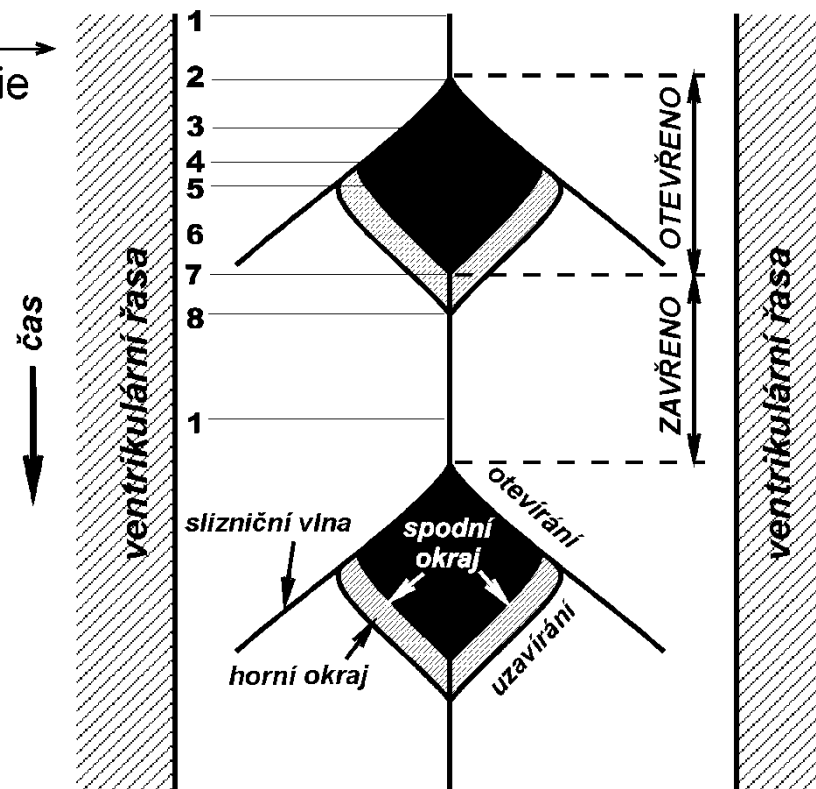 ie
1
2
3
4
5
6
7
8
1
čas
ventrikulární řasa
OTEVŘENO
ZAVŘENO
ventrikulární řasa
otevírání
slizniční vlna
spodní
okraj
horní okraj
uzavírání